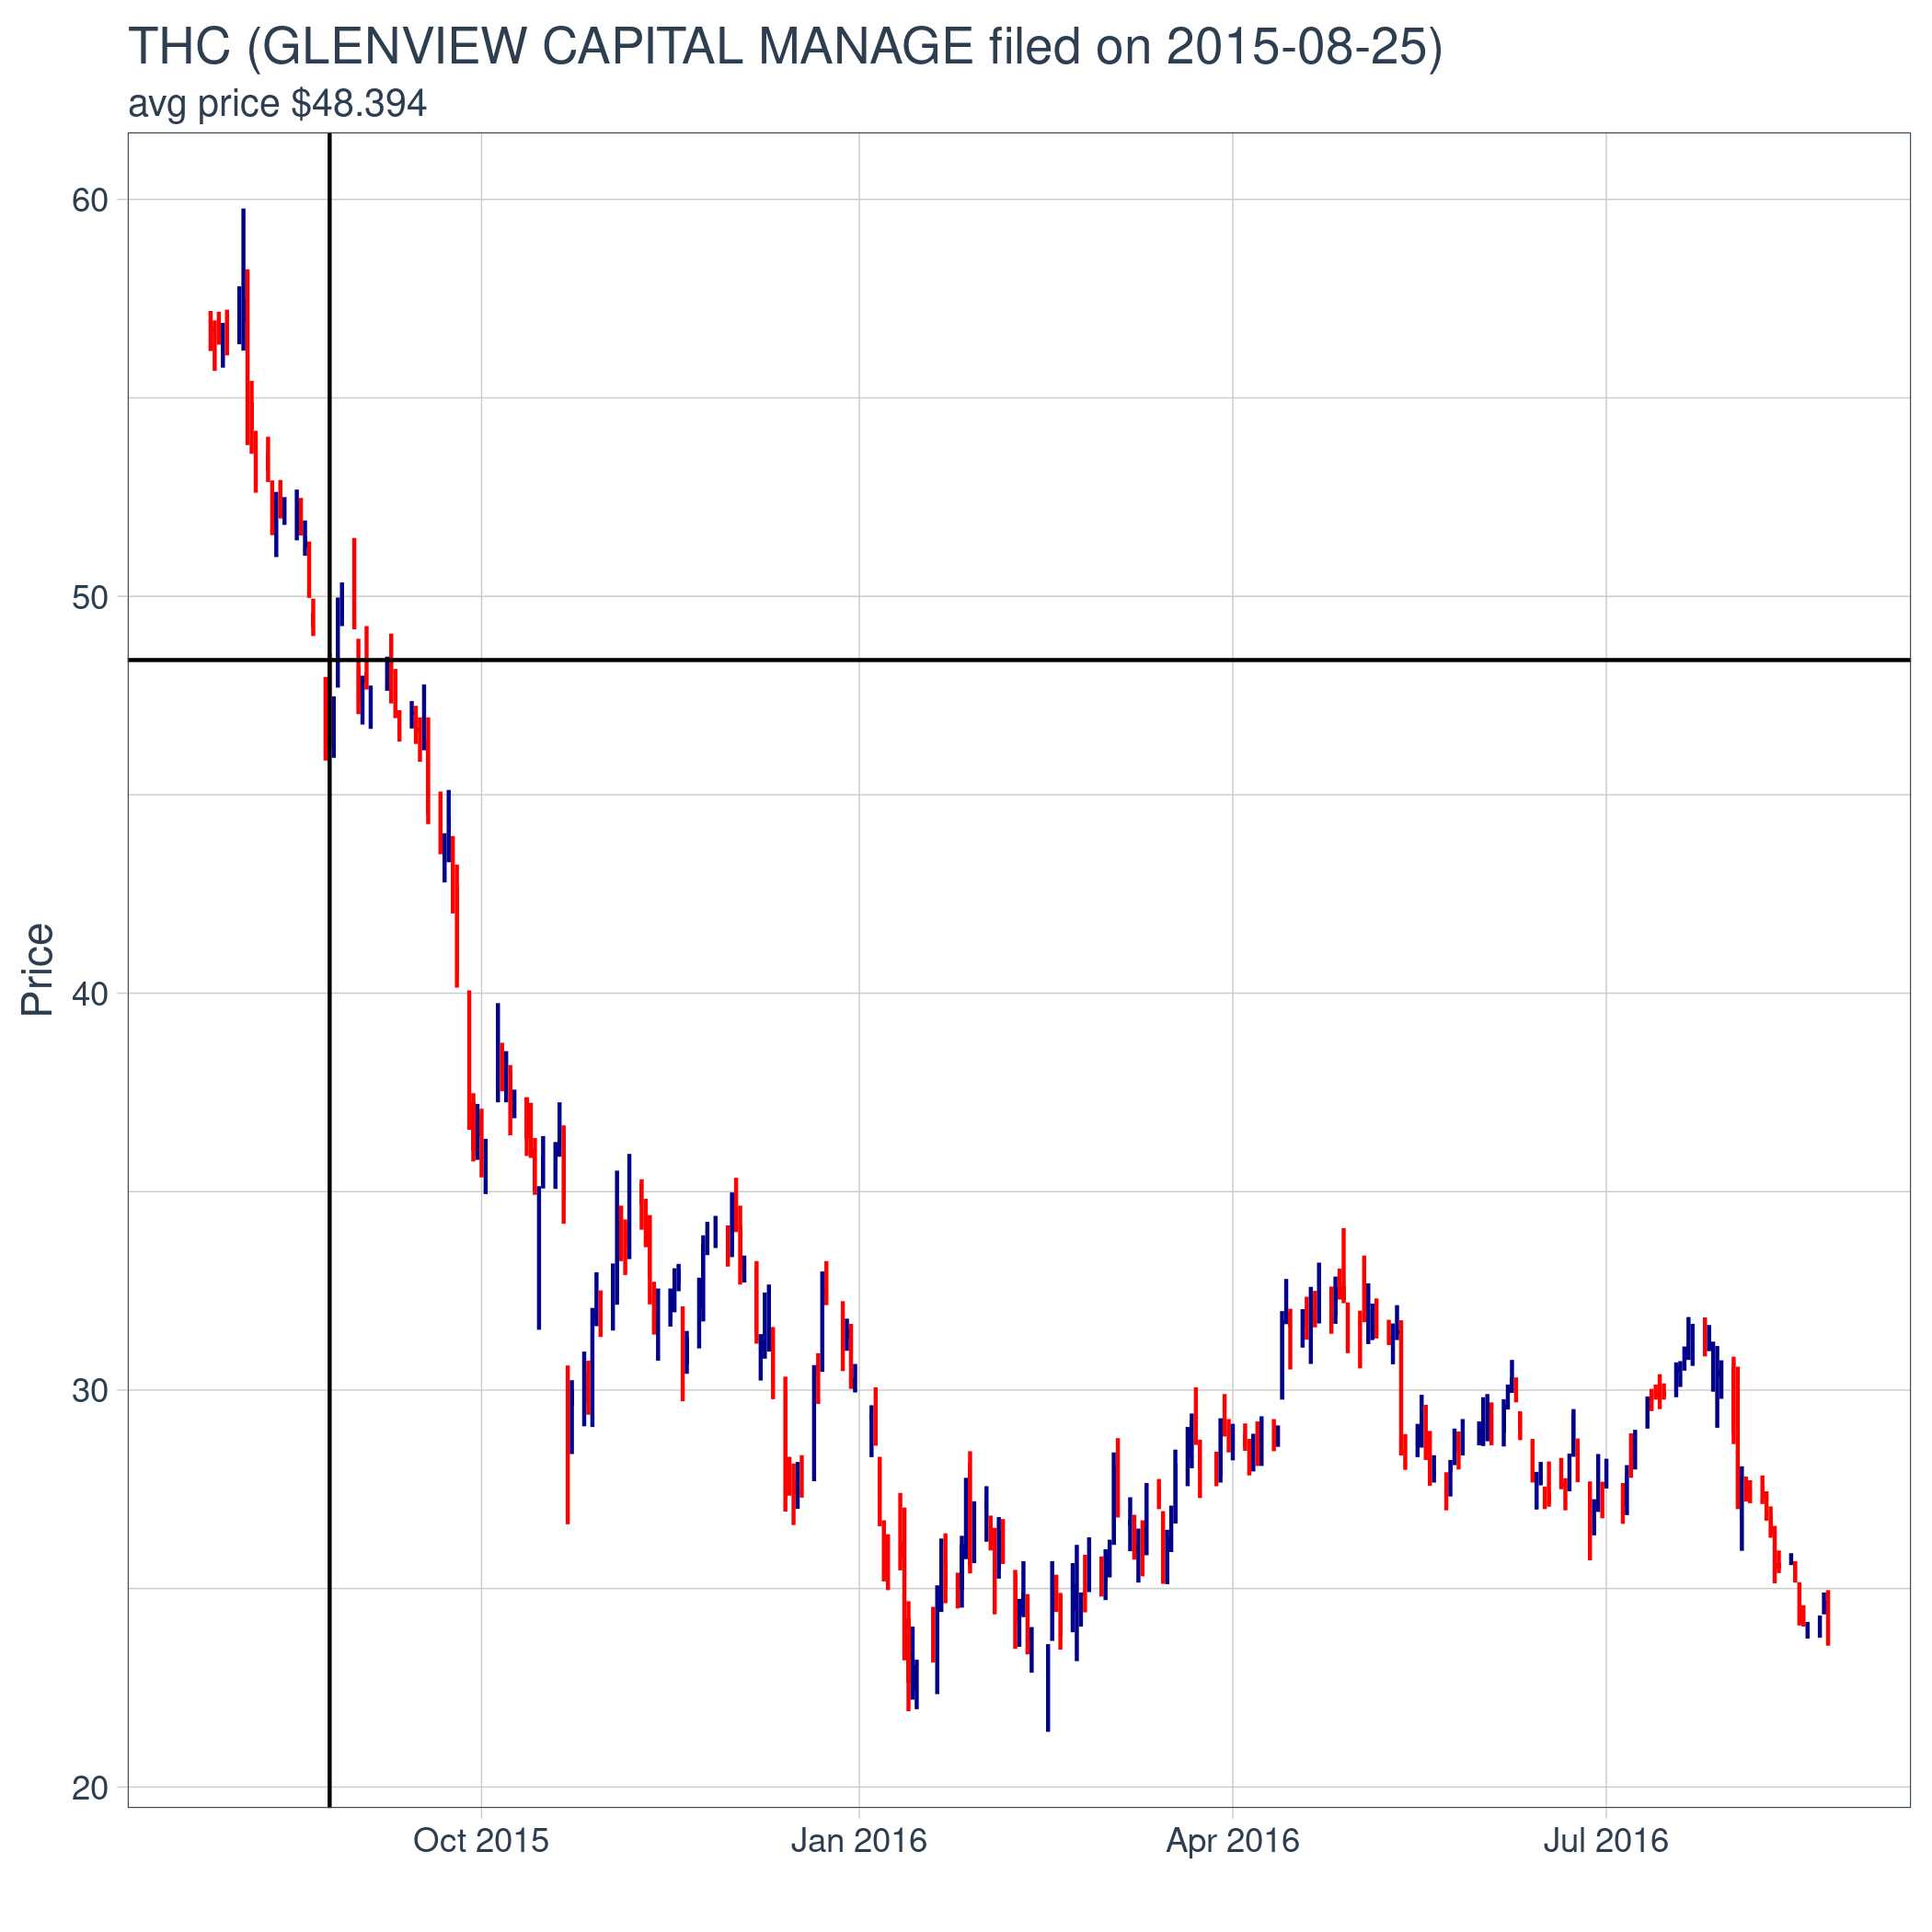 THC (GLENVIEW CAPITAL MANAGE filed on 2015-08-25)
avg price $48.394
60
50
Price
40
30
20
Oct 2015
Jan 2016
Apr 2016
Jul 2016